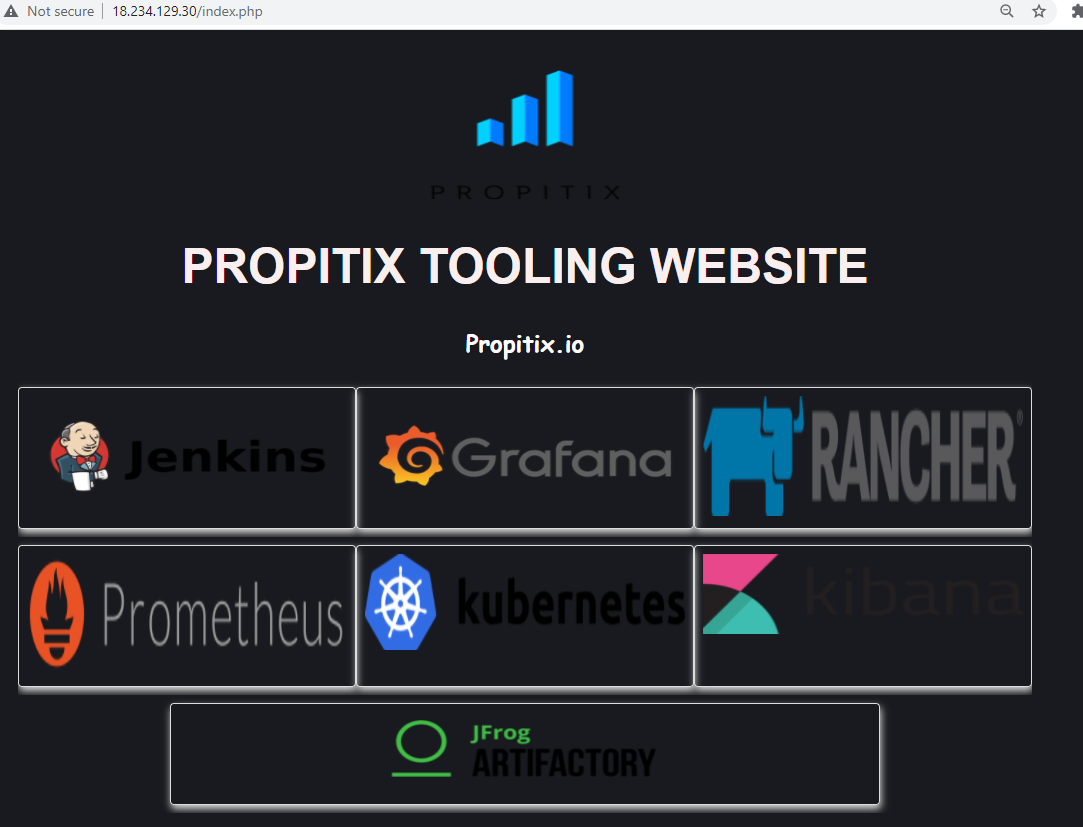 Not secure | 18.234.129.30/index.php
PROPITIX
PROPITIX TOOLING WEBSITE
Propitix.io
Jenkins
Grafana
RANCHER®
Prometheus
kubernetes
kibana
JFrog
ARTIFACTORY